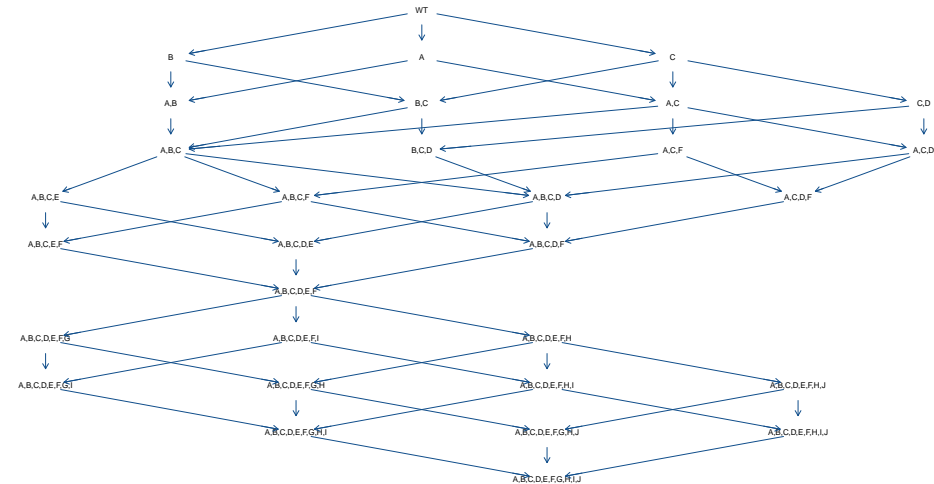 WT
B A C
A,B B,C A,C C,D
A,B,C B,C,D A,C,F A,C,D
A,B,C,E A,B,C,F A,B,C,D A,C,D,F
A,B,C,E,F A,B,C,D,E A,B,C,D,F
A,B,C,D,E,F
A,B,C,D,E,F,G A,B,C,D,E,F,I A,B,C,D,E,F,H
A,B,C,D,E,F,G,I A,B,C,D,E,F,G,H A,B,C,D,E,F,H,I A,B,C,D,E,F,H,J
A,B,C,D,E,F,G,H,I A,B,C,D,E,F,G,H,J A,B,C,D,E,F,H,I,J
A,B,C,D,E,F,G,H,I,J